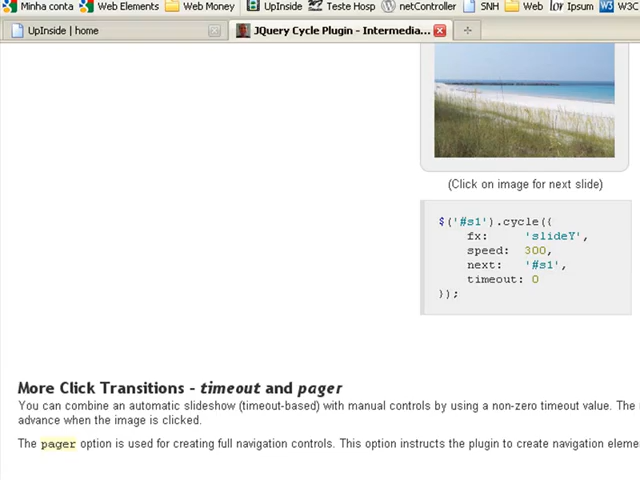 Minha conta Web Elements Web Money UpInside Teste Hosp netController SNH Web lor Ipsum W3C
UpInside | home JQuery Cycle Plugin - Intermedia...
(Click on image for next slide)
$('#s1').cycle({
fx: 'slideY',
speed: 300,
next: '#s1',
timeout: 0
});
More Click Transitions - timeout and pager
You can combine an automatic slideshow (timeout-based) with manual controls by using a non-zero timeout value. The
advance when the image is clicked.
The pager option is used for creating full navigation controls. This option instructs the plugin to create navigation eleme